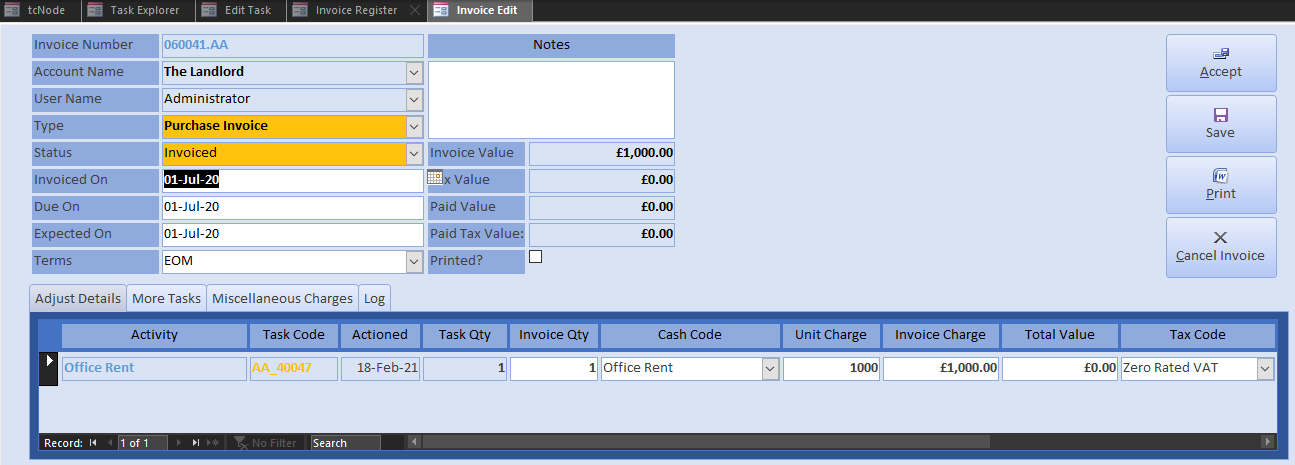 tcNode Task Explorer Edit Task Invoice Register Invoice Edit
Invoice Number 060041.AA Notes
Account Name The Landlord
User Name Administrator
Type Purchase Invoice
Status Invoiced Invoice Value £1,000.00
Invoiced On 01-Jul-20 x Value £0.00
Due On 01-Jul-20 Paid Value £0.00
Expected On 01-Jul-20 Paid Tax Value: £0.00
Terms EOM Printed?
Accept
Save
Print
Cancel Invoice
Adjust Details More Tasks Miscellaneous Charges Log
Activity Task Code Actioned Task Qty Invoice Qty Cash Code Unit Charge Invoice Charge Total Value Tax Code
Office Rent AA_40047 18-Feb-21 1 1 Office Rent 1000 £1,000.00 £0.00 Zero Rated VAT
Record: 1 of 1 No Filter Search